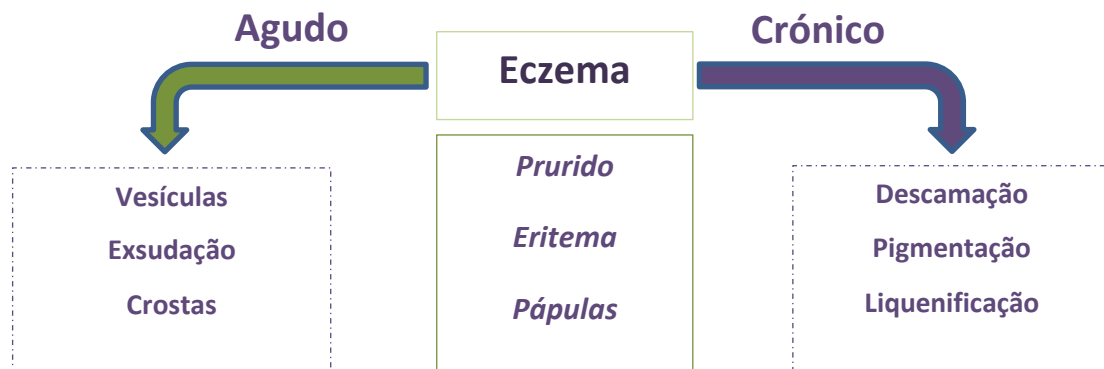 Agudo
Eczema
Crónico
Vesículas
Exsudação
Crostas
Prurido
Eritema
Pápulas
Descamação
Pigmentação
Liquenificação